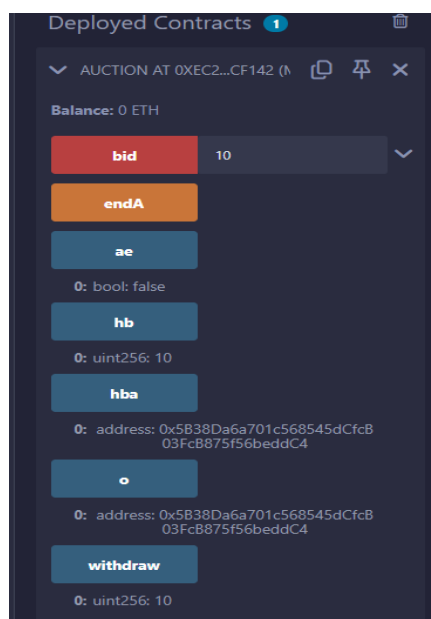 Deployed Contracts 1
AUCTION AT 0XEC2...CF142 (M
Balance: 0 ETH
bid 10
endA
ae
0: bool: false
hb
0: uint256: 10
hba
0: address: 0x5B38Da6a701c568545dCfcB
03FcB875f56beddC4
o
0: address: 0x5B38Da6a701c568545dCfcB
03FcB875f56beddC4
withdraw
0: uint256: 10